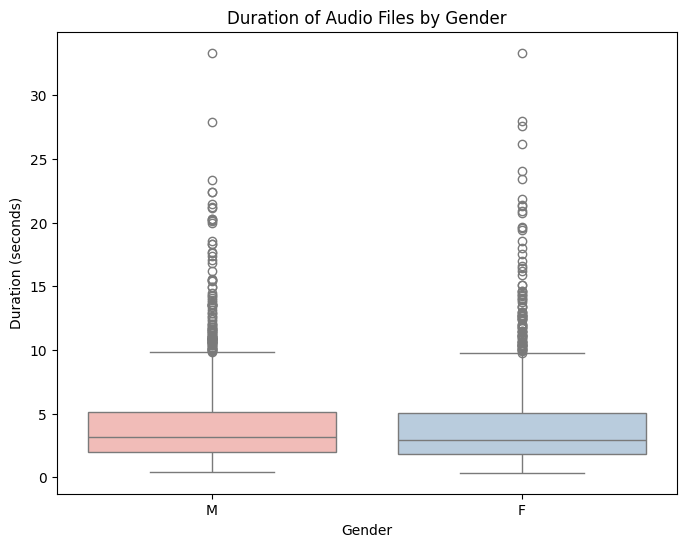 Duration of Audio Files by Gender
Duration (seconds)
30
25
20
15
10
5
0
M
F
Gender